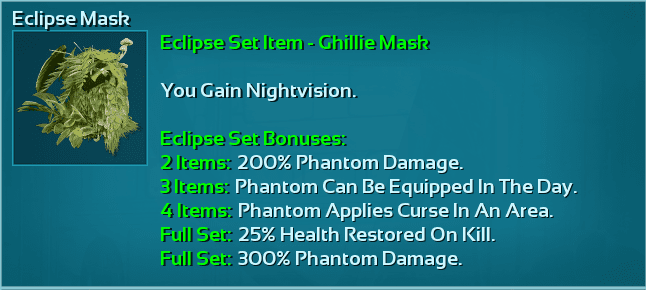 Eclipse Mask
Eclipse Set Item - Ghillie Mask
You Gain Nightvision.
Eclipse Set Bonuses:
2 Items: 200% Phantom Damage.
3 Items: Phantom Can Be Equipped In The Day.
4 Items: Phantom Applies Curse In An Area.
Full Set: 25% Health Restored On Kill.
Full Set: 300% Phantom Damage.